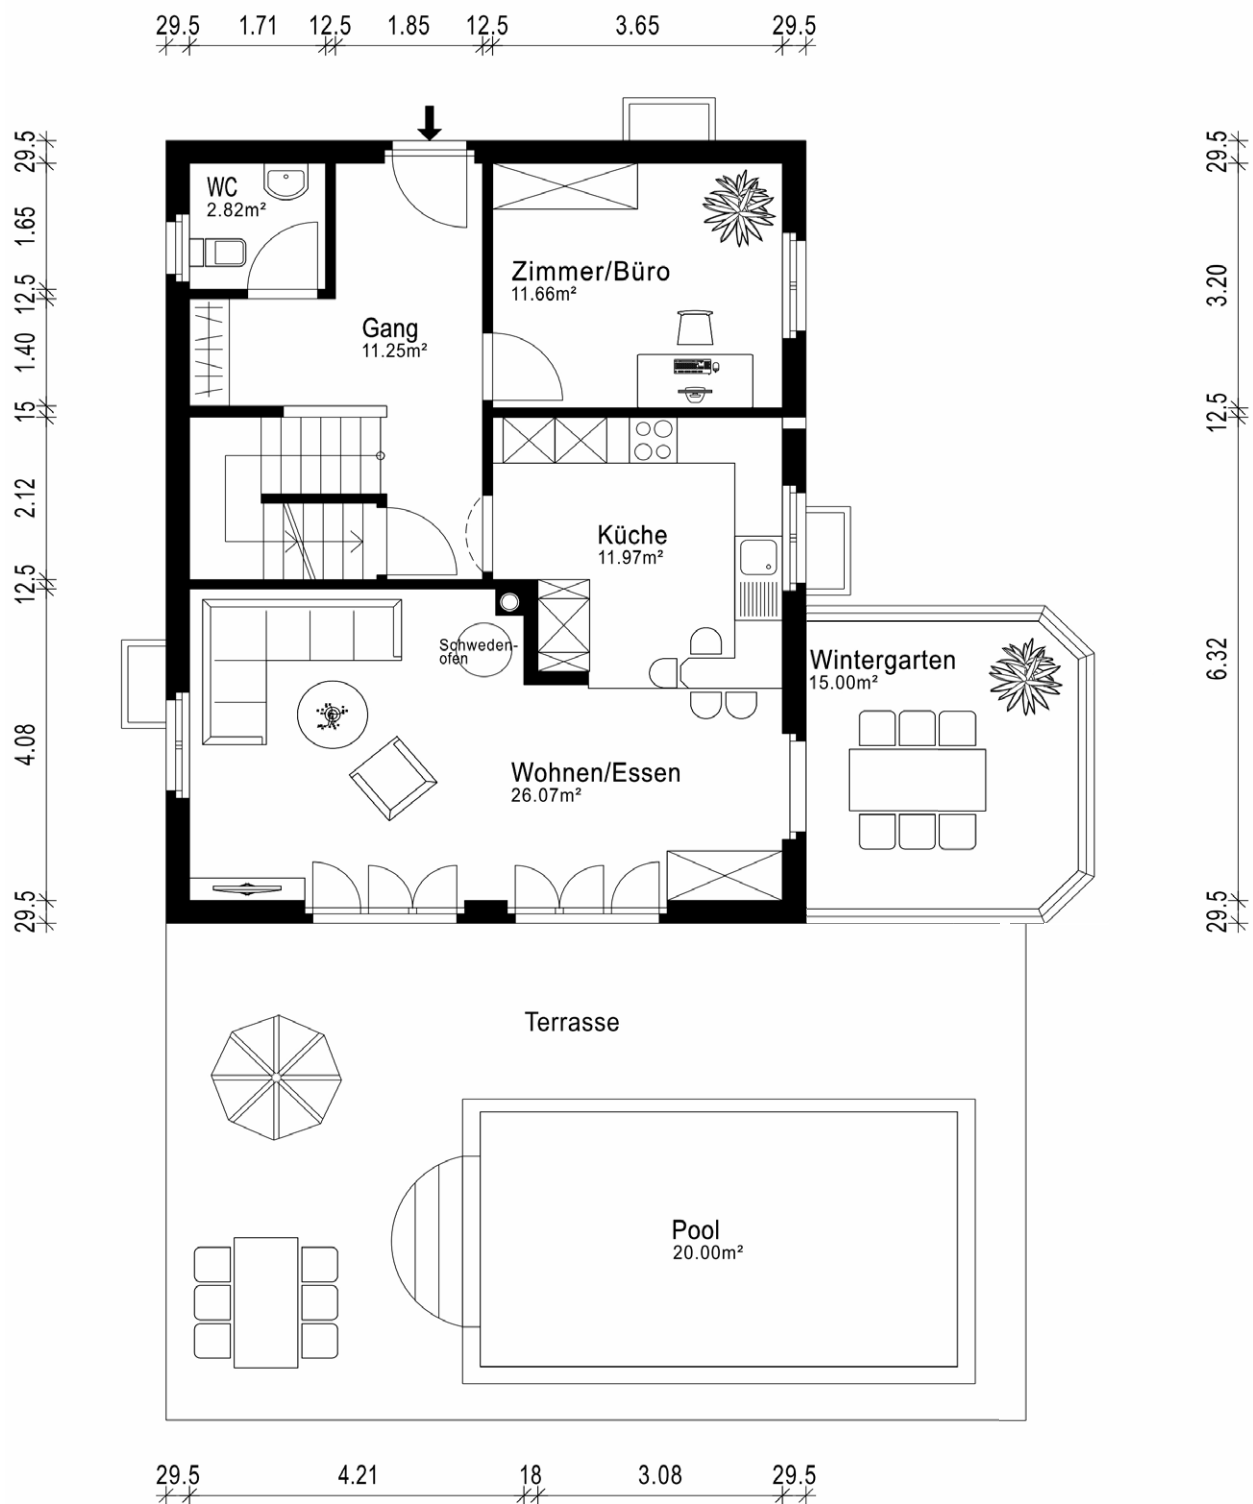 29.5 1.71 12.5 1.85 12.5 3.65 29.5
29.5
1.65
12.5
1.40
15
2.12
12.5
4.08
29.5
WC
2.82m²
Zimmer/Büro
11.66m²
Gang
11.25m²
Küche
11.97m²
Schweden-
ofen
Wintergarten
15.00m²
Wohnen/Essen
26.07m²
29.5
3.20
12.5
6.32
29.5
Terrasse
Pool
20.00m²
29.5 4.21 18 3.08 29.5